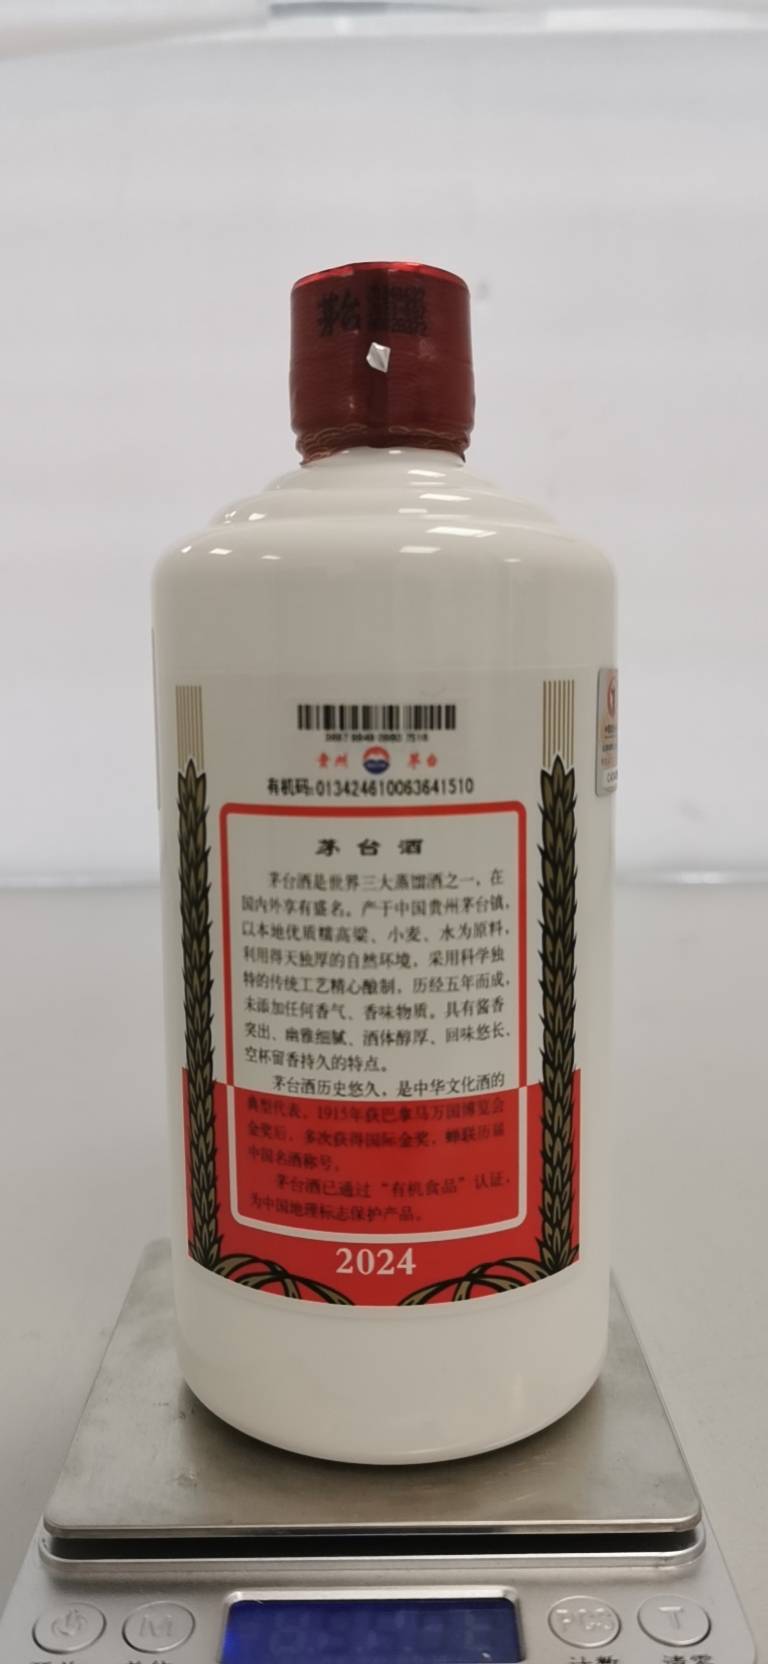 茅台
贵州 茅台
有机码:013424610063641510
茅台酒
茅台酒是世界三大蒸馏酒之一，在
国内外享有盛名。产于中国贵州茅台镇，
以本地优质糯高粱、小麦、水为原料，
利用得天独厚的自然环境，采用科学独
特的传统工艺精心酿制，历经五年而成，
未添加任何香气、香味物质。具有酱香
突出、幽雅细腻、酒体醇厚、回味悠长、
空杯留香持久的特点。
茅台酒历史悠久，是中华文化酒的
典型代表，1915年获巴拿马万国博览会
金奖后，多次获得国际金奖，蝉联历届
中国名酒称号。
茅台酒已通过“有机食品”认证，
为中国地理标志保护产品。
2024
M
PCS
T
计数
清零